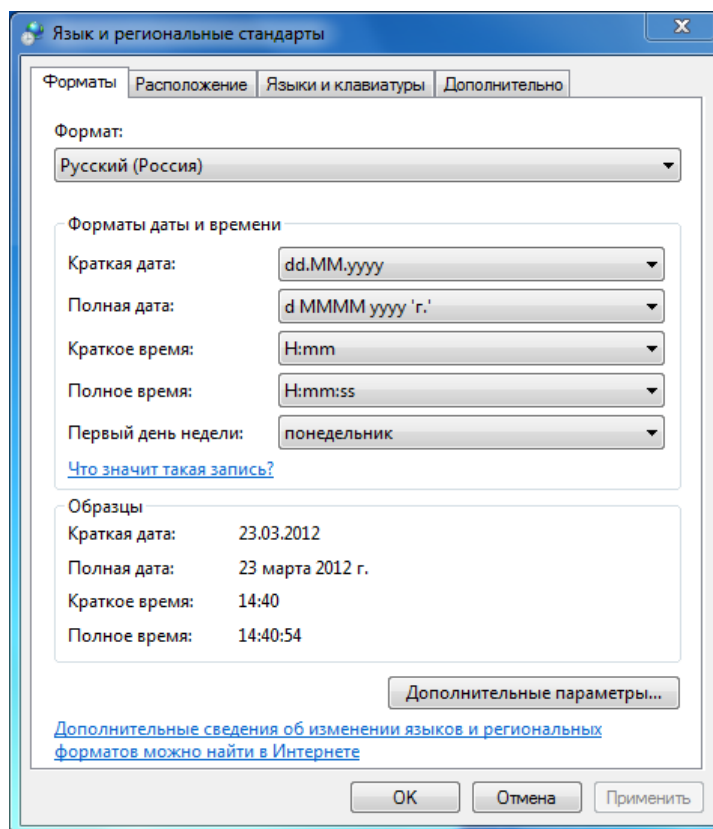 Язык и региональные стандарты
Форматы Расположение Языки и клавиатуры Дополнительно
Формат:
Русский (Россия)
Форматы даты и времени
Краткая дата: dd.MM.yyyy
Полная дата: d MMMM yyyy 'г.'
Краткое время: H:mm
Полное время: H:mm:ss
Первый день недели: понедельник
Что значит такая запись?
Образцы
Краткая дата: 23.03.2012
Полная дата: 23 марта 2012 г.
Краткое время: 14:40
Полное время: 14:40:54
Дополнительные параметры...
Дополнительные сведения об изменении языков и региональных
форматов можно найти в Интернете
ОК Отмена Применить